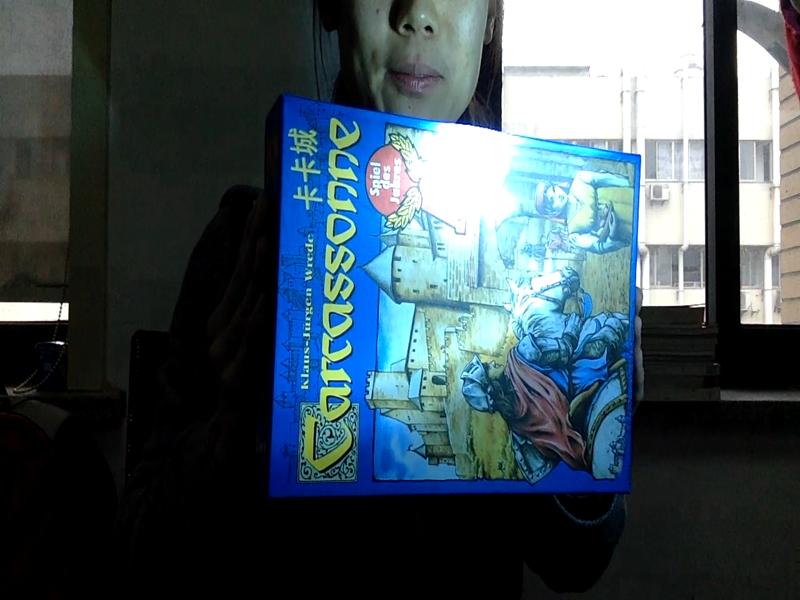 卡卡城
Klaus-Jürgen Wrede
Carcassonne
Spiel
des
Jahres